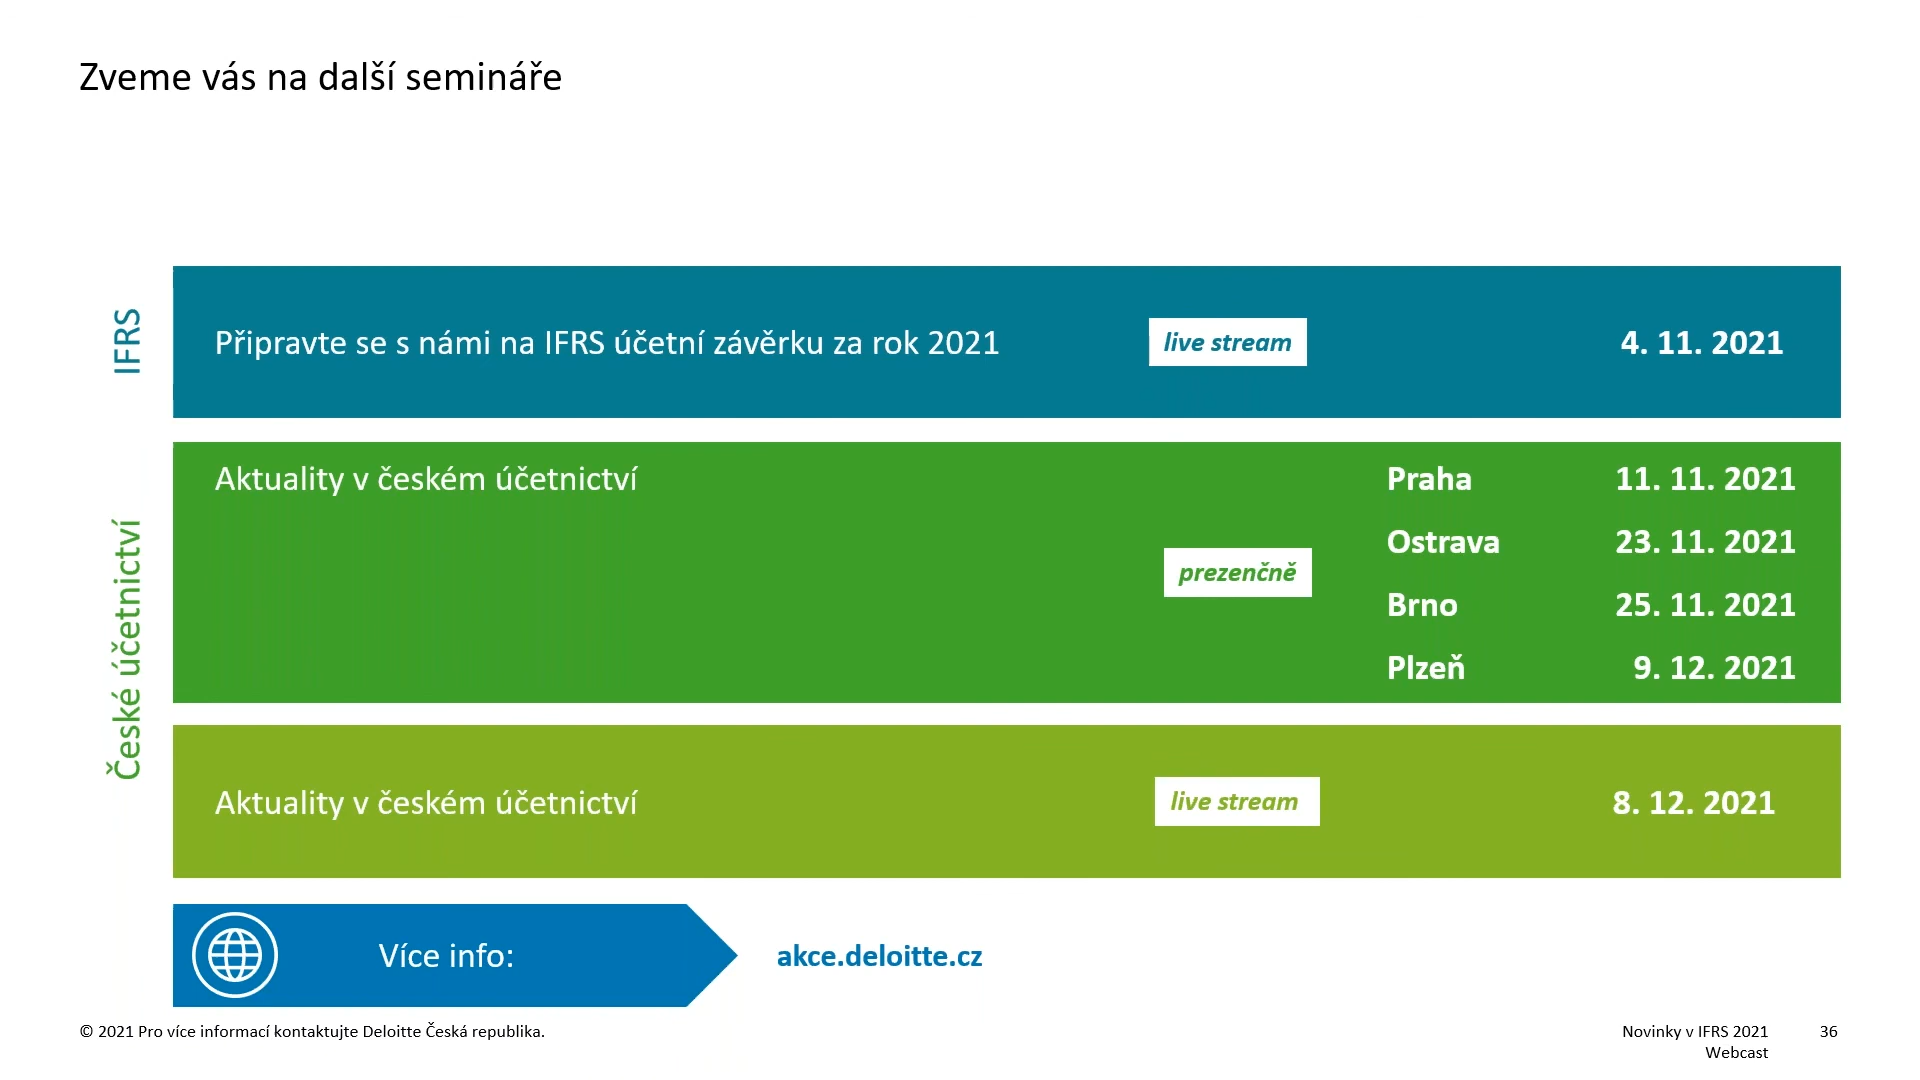 Zveme vás na další semináře
IFRS
Připravte se s námi na IFRS účetní závěrku za rok 2021
live stream
4. 11. 2021
České účetnictví
Aktuality v českém účetnictví
prezenčně
Praha 11. 11. 2021
Ostrava 23. 11. 2021
Brno 25. 11. 2021
Plzeň 9. 12. 2021
Aktuality v českém účetnictví
live stream
8. 12. 2021
Více info:
akce.deloitte.cz
© 2021 Pro více informací kontaktujte Deloitte Česká republika.
Novinky v IFRS 2021
Webcast
36